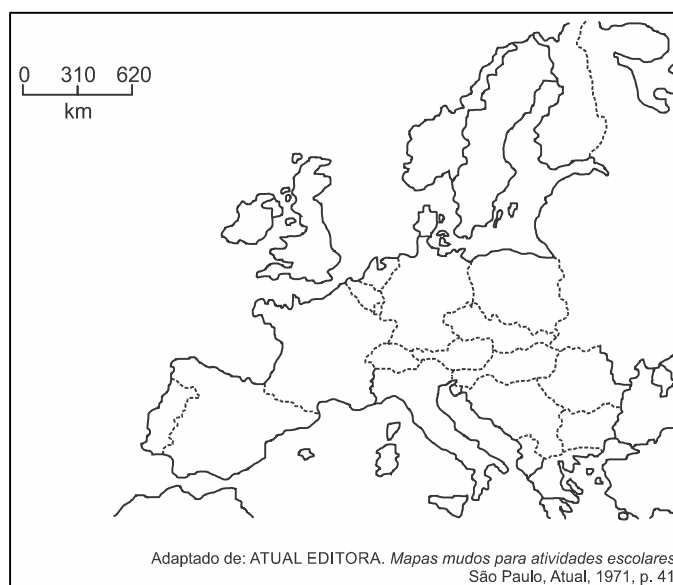 0 310 620
km
Adaptado de: ATUAL EDITORA. Mapas mudos para atividades escolares
São Paulo, Atual, 1971, p. 41